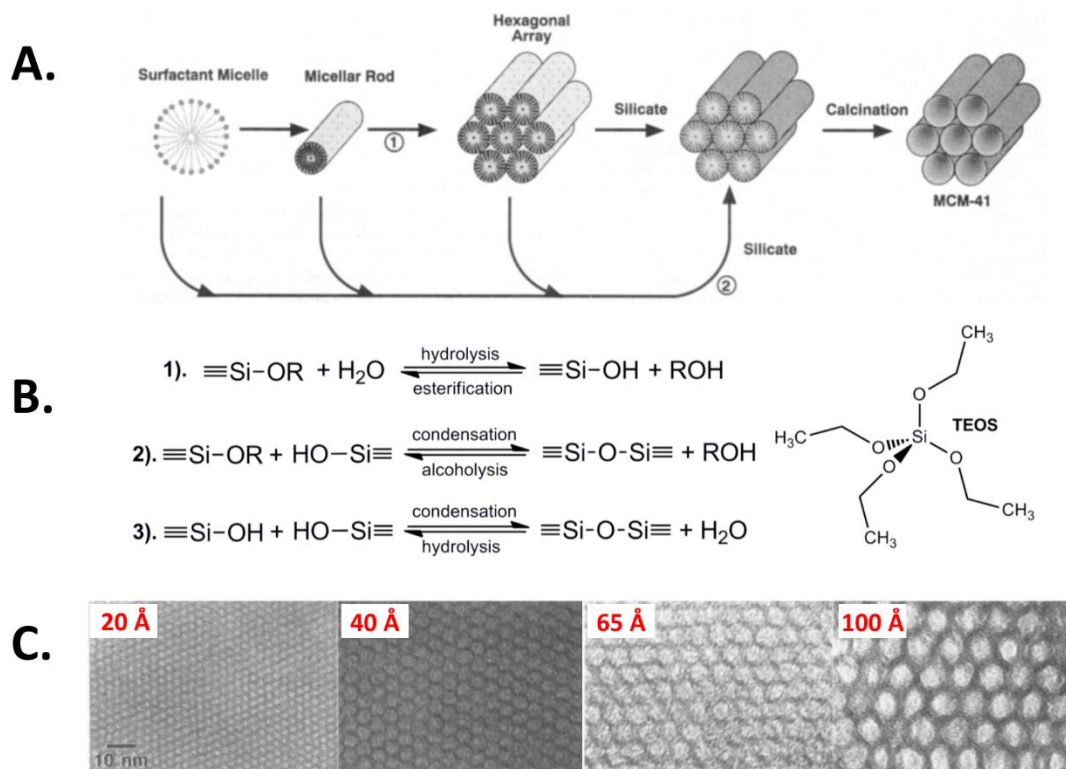 A.
Hexagonal
Array
Surfactant Micelle
Micellar Rod
①
Silicate
Calcination
MCM-41
Silicate
②
B.
1). ≡Si-OR + H₂O hydrolysis esterification ≡Si-OH + ROH
2). ≡Si-OR + HO-Si≡ condensation alcoholysis ≡Si-O-Si≡ + ROH
3). ≡Si-OH + HO-Si≡ condensation hydrolysis ≡Si-O-Si≡ + H₂O
CH₃
O
H₃C
O
Si
TEOS
O
O
CH₃
CH₃
C.
20 Å
40 Å
65 Å
100 Å
10 nm